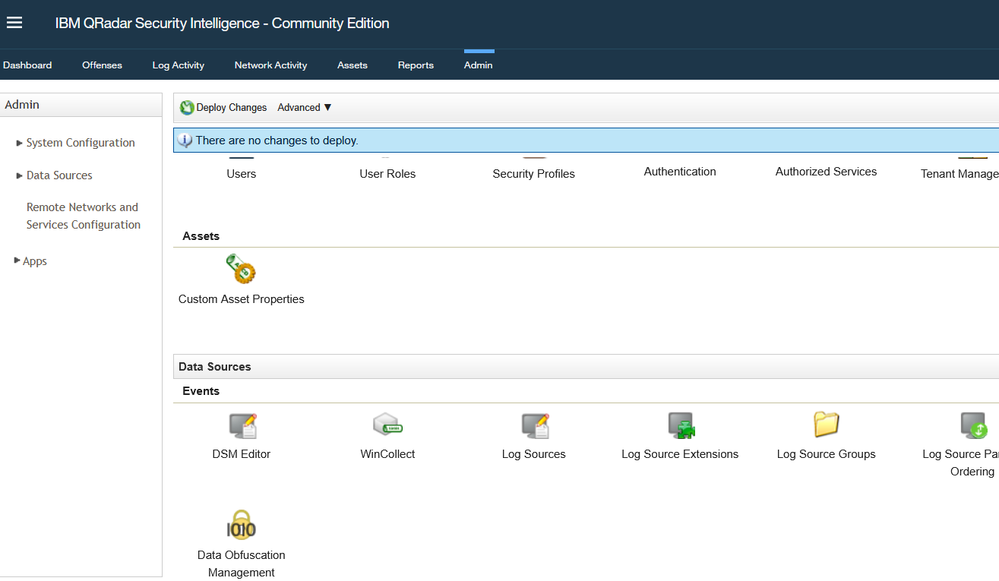 IBM QRadar Security Intelligence - Community Edition
Dashboard Offenses Log Activity Network Activity Assets Reports Admin
Admin
System Configuration
Data Sources
Remote Networks and
Services Configuration
Apps
Deploy Changes Advanced ▼
There are no changes to deploy.
Users User Roles Security Profiles Authentication Authorized Services Tenant Manage
Assets
Custom Asset Properties
Data Sources
Events
DSM Editor WinCollect Log Sources Log Source Extensions Log Source Groups Log Source Pa
Ordering
1010
Data Obfuscation
Management